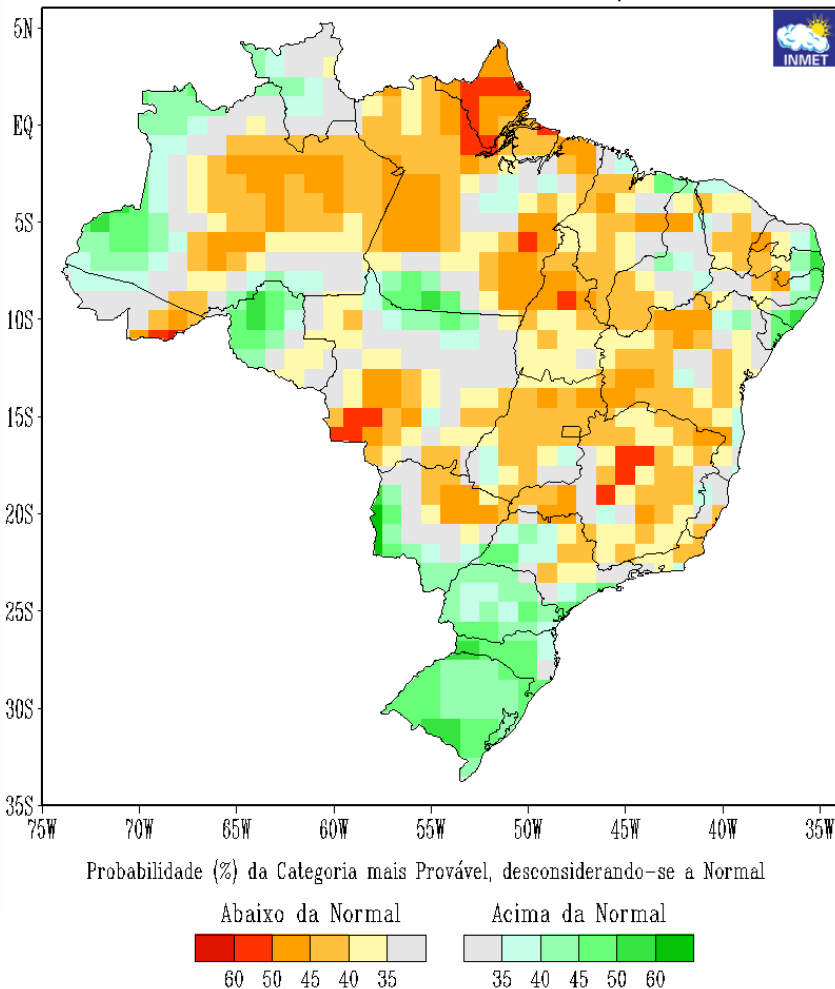 INMET
5N
EQ
5S
10S
15S
20S
25S
30S
35S
75W 70W 65W 60W 55W 50W 45W 40W 35W
Probabilidade (%) da Categoria mais Provável, desconsiderando-se a Normal
Abaixo da Normal Acima da Normal
60 50 45 40 35 35 40 45 50 60